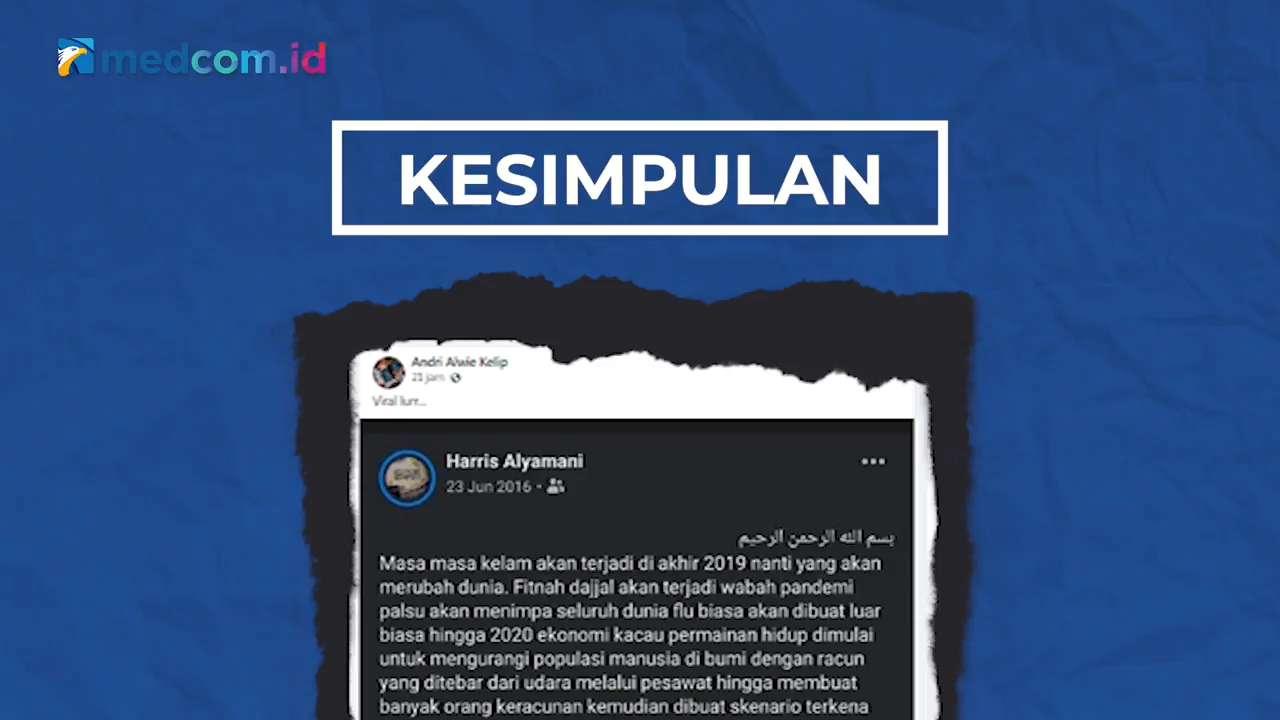 medcom.id
KESIMPULAN
Andri Alwie Kelip
21 jam
Viral lurr...
Harris Alyamani
23 Jun 2016 •
بسم الله الرحمن الرحيم
Masa masa kelam akan terjadi di akhir 2019 nanti yang akan
merubah dunia. Fitnah dajjal akan terjadi wabah pandemi
palsu akan menimpa seluruh dunia flu biasa akan dibuat luar
biasa hingga 2020 ekonomi kacau permainan hidup dimulai
untuk mengurangi populasi manusia di bumi dengan racun
yang ditebar dari udara melalui pesawat hingga membuat
banyak orang keracunan kemudian dibuat skenario terkena